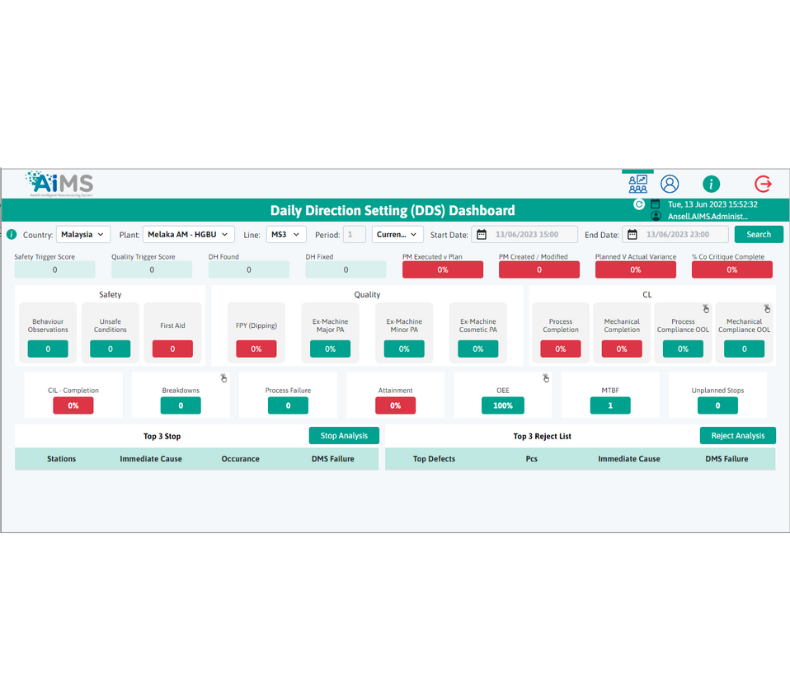 AiMS
Daily Direction Setting (DDS) Dashboard
Tue, 13 Jun 2023 15:52:32
Ansell.AIMS.Administ...
Country: Malaysia Plant: Melaka AM - HGBU Line: MS3 Period: 1 Curren... Start Date: 13/06/2023 15:00 End Date: 13/06/2023 23:00 Search
Safety Trigger Score Quality Trigger Score DH Found DH Fixed PM Executed v Plan PM Created / Modified Planned V Actual Variance % Co Critique Complete
0 0 0 0 0% 0 0% 0%
Safety Quality CL
Behaviour Observations Unsafe Conditions First Aid FPY (Dipping) Ex-Machine Major PA Ex-Machine Minor PA Ex-Machine Cosmetic PA Process Completion Mechanical Completion Process Compliance OOL Mechanical Compliance OOL
0 0 0 0% 0% 0% 0% 0% 0% 0% 0
CIL - Completion Breakdowns Process Failure Attainment OEE MTBF Unplanned Stops
0% 0 0 0% 100% 1 0
Top 3 Stop Stop Analysis Top 3 Reject List Reject Analysis
Stations Immediate Cause Occurance DMS Failure Top Defects Pcs Immediate Cause DMS Failure